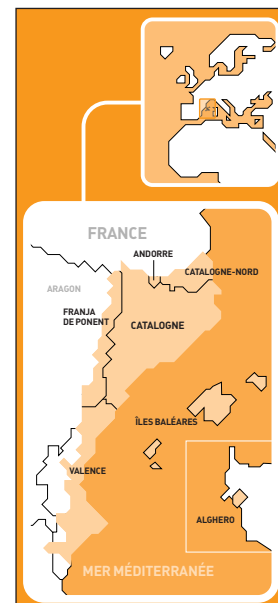 FRANCE
ANDORRE
CATALOGNE-NORD
ARAGON
FRANJA
DE PONENT
CATALOGNE
ÎLES BALÉARES
VALENCE
ALGHERO
MER MÉDITERRANÉE